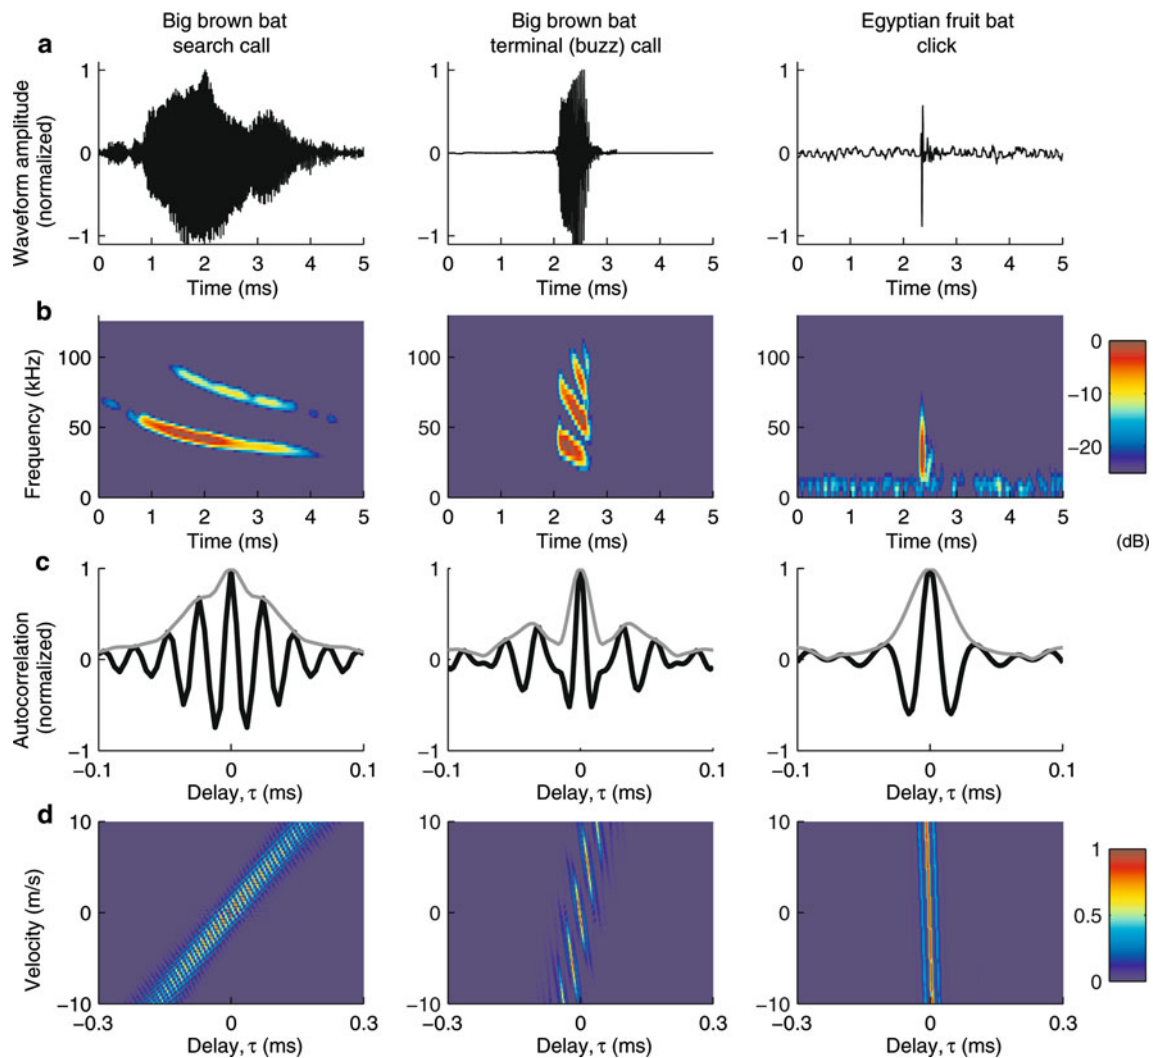 Big brown bat
search call
Big brown bat
terminal (buzz) call
Egyptian fruit bat
click
a
Waveform amplitude
(normalized)
1
0
−1
0 1 2 3 4 5
Time (ms)
1
0
−1
0 1 2 3 4 5
Time (ms)
1
0
−1
0 1 2 3 4 5
Time (ms)
b
Frequency (kHz)
100
50
0
0 1 2 3 4 5
Time (ms)
100
50
0
0 1 2 3 4 5
Time (ms)
100
50
0
0 1 2 3 4 5
Time (ms)
0
−10
−20
(dB)
c
Autocorrelation
(normalized)
1
0
−1
−0.1 0 0.1
Delay, τ (ms)
1
0
−1
−0.1 0 0.1
Delay, τ (ms)
1
0
−1
−0.1 0 0.1
Delay, τ (ms)
d
Velocity (m/s)
10
0
−10
−0.3 0 0.3
Delay, τ (ms)
10
0
−10
−0.3 0 0.3
Delay, τ (ms)
10
0
−10
−0.3 0 0.3
Delay, τ (ms)
1
0.5
0